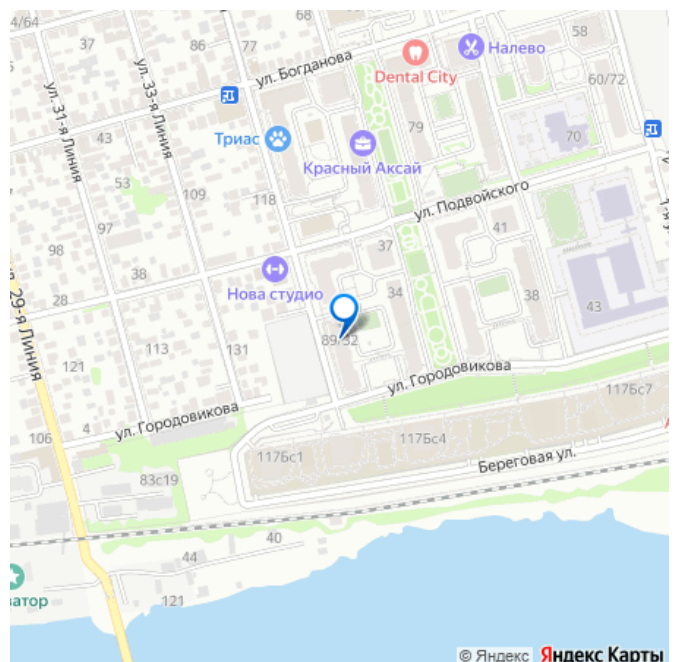 4/64
37
86
77
ул. Богданова
Dental City
Налево
58
60/72
ул. 31-я Линия
ул. 33-я Линия
43
Триас
79
70
Красный Аксай
53
109
118
ул. Подвойского
97
98
41
37
38
28
Нова студио
34
38
43
29-я Линия
89/32
113
131
121
ул. Городовикова
117Бс7
ул. Городовикова
4
106
117Бс4
117Бс1
Береговая ул.
83с19
40
44
затор
121
© Яндекс Яндекс Карты